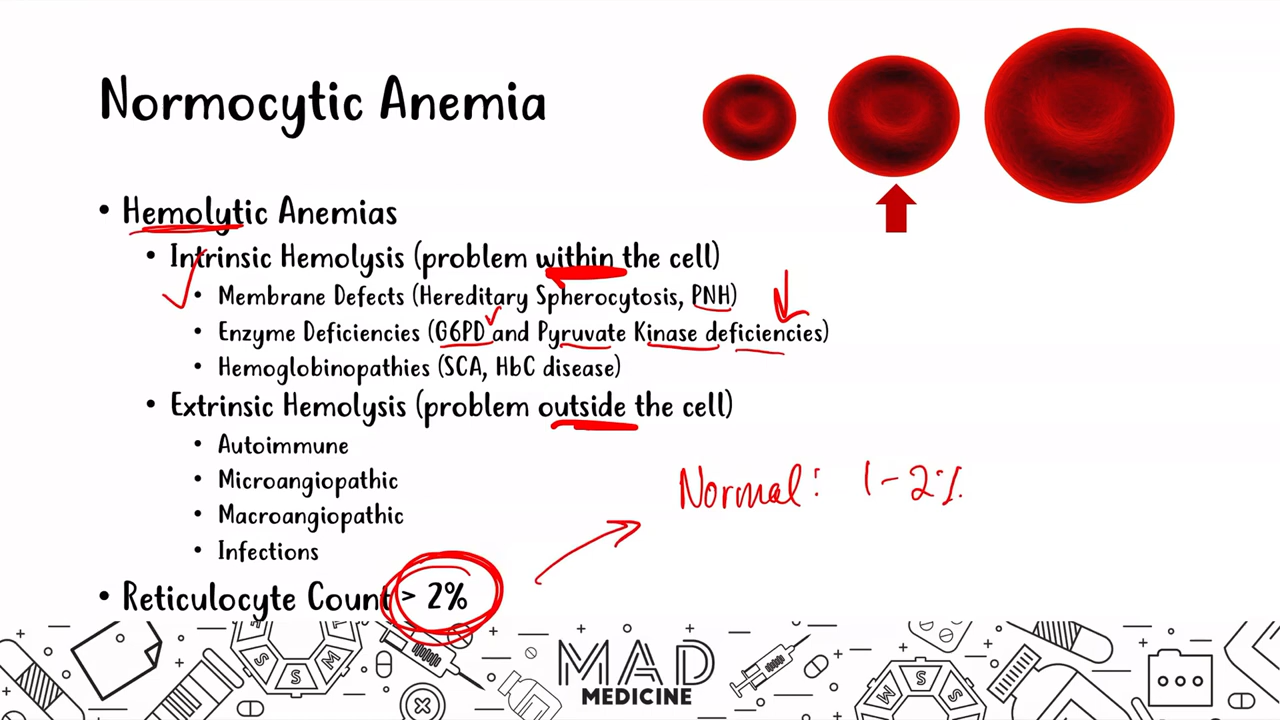 Normocytic Anemia
• Hemolytic Anemias
• Intrinsic Hemolysis (problem within the cell)
• Membrane Defects (Hereditary Spherocytosis, PNH)
• Enzyme Deficiencies (G6PD and Pyruvate Kinase deficiencies)
• Hemoglobinopathies (SCA, HbC disease)
• Extrinsic Hemolysis (problem outside the cell)
• Autoimmune
• Microangiopathic
Normal: 1-2%
• Macroangiopathic
• Infections
• Reticulocyte Count > 2%
MAD
MEDICINE